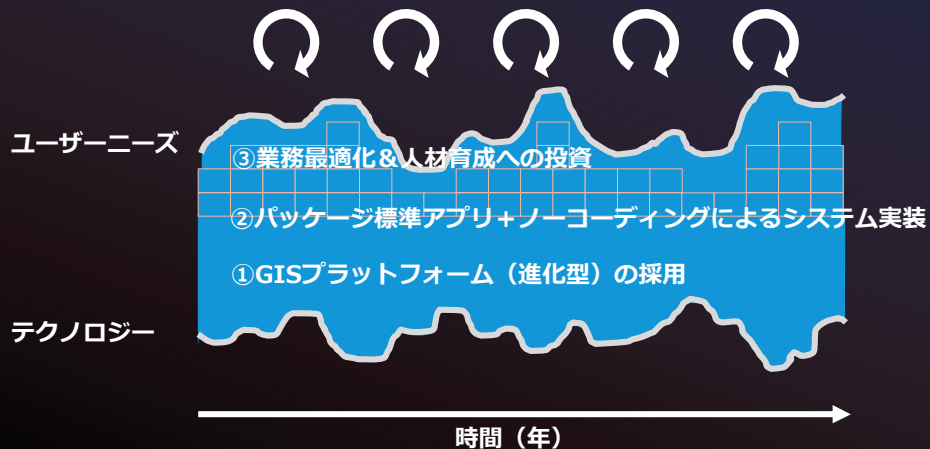 ユーザーニーズ
③業務最適化＆人材育成への投資
②パッケージ標準アプリ＋ノーコーディングによるシステム実装
①GISプラットフォーム（進化型）の採用
テクノロジー
時間（年）